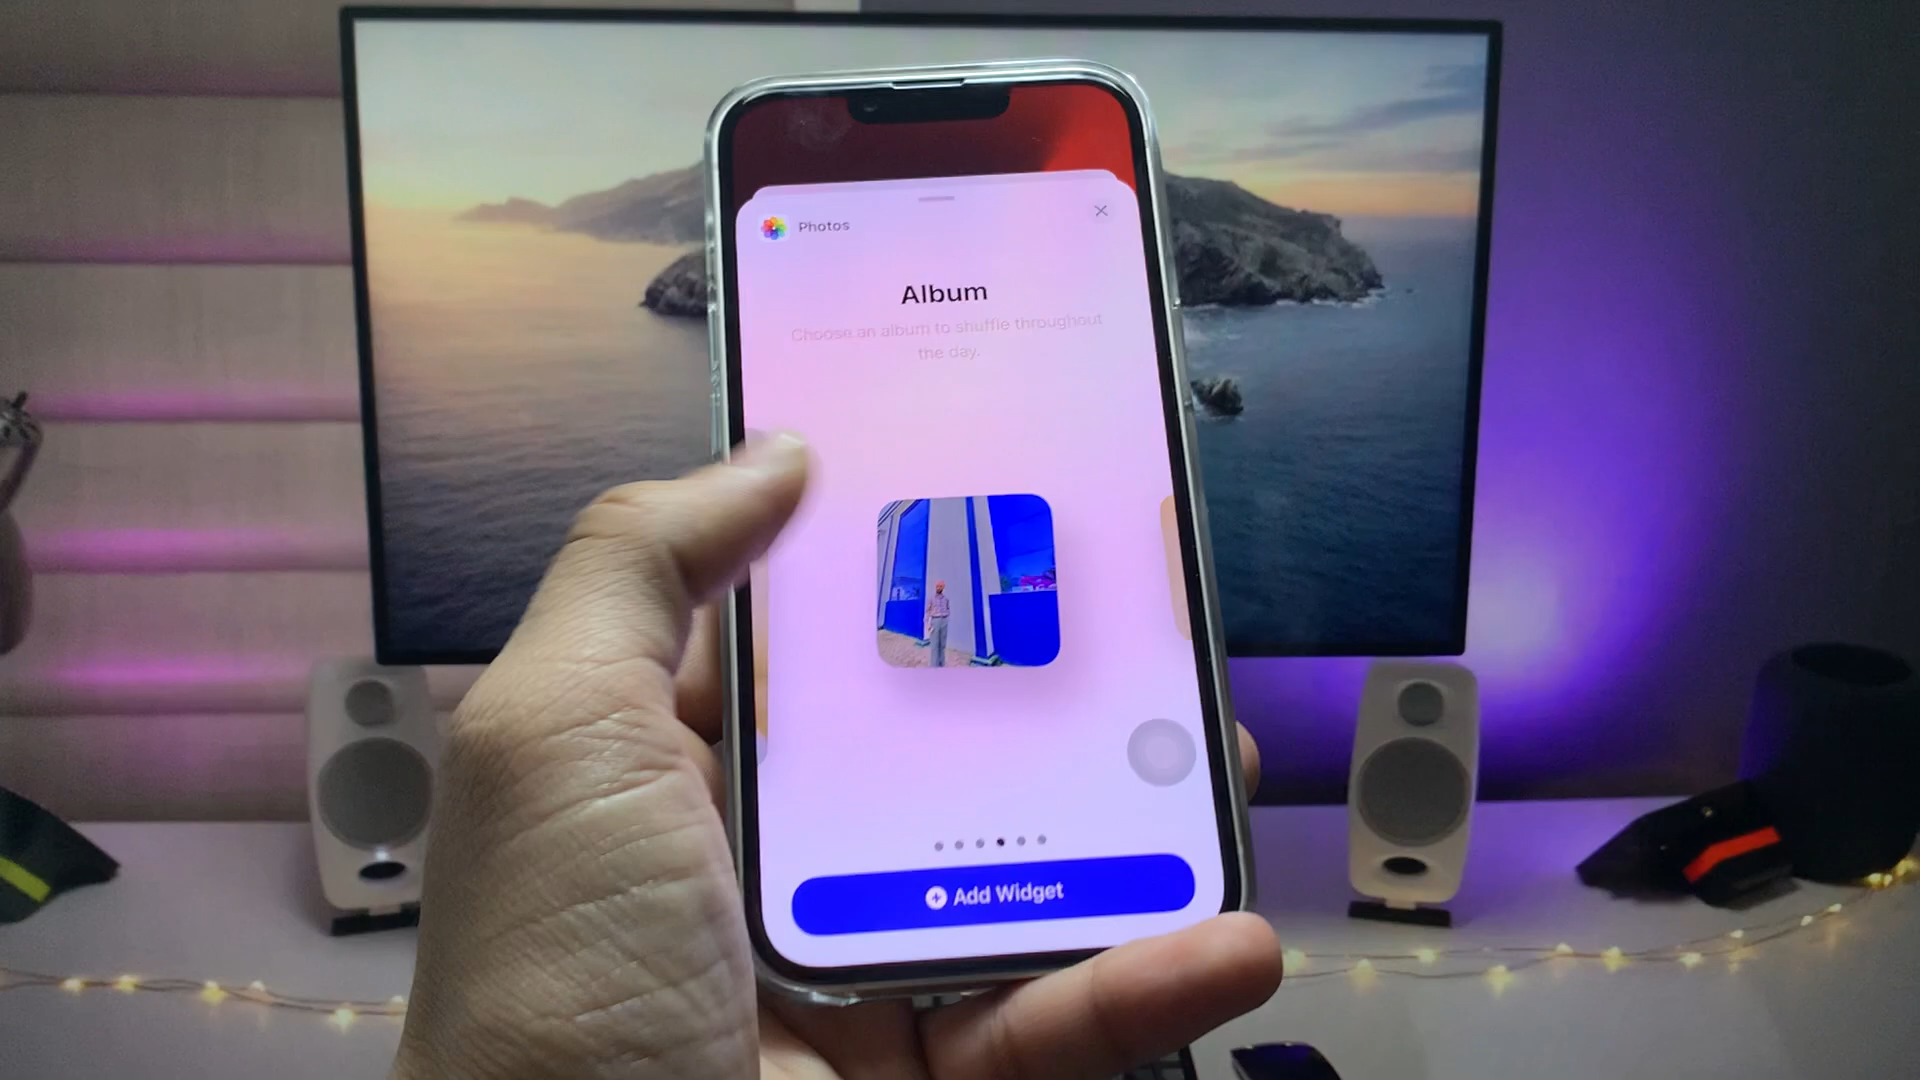 Photos
Album
Choose an album to shuffle throughout
the day.
Add Widget